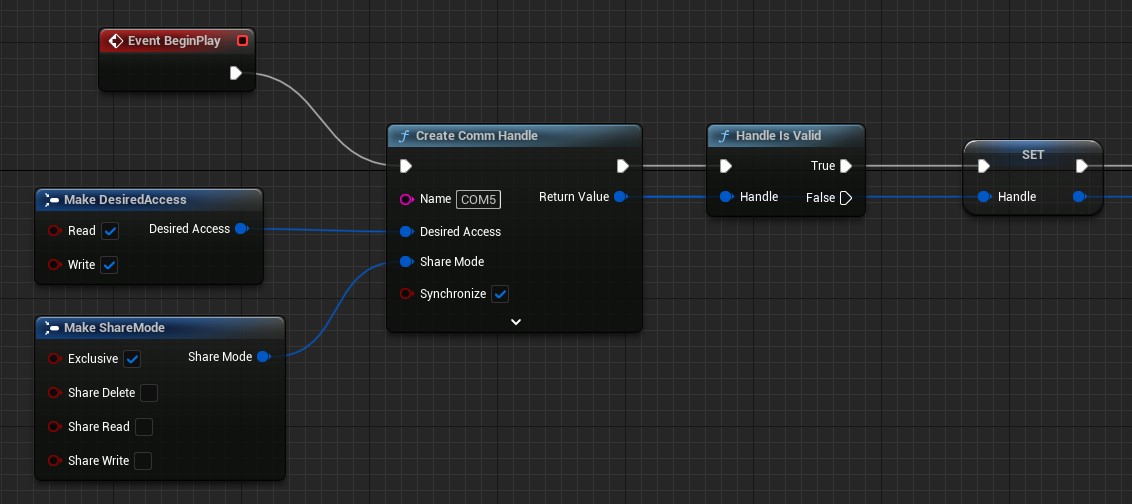 Event BeginPlay
Create Comm Handle
Name COM5
Return Value
Desired Access
Share Mode
Synchronize
Handle Is Valid
True
Handle
False
SET
Handle
Make DesiredAccess
Read
Desired Access
Write
Make ShareMode
Exclusive
Share Mode
Share Delete
Share Read
Share Write